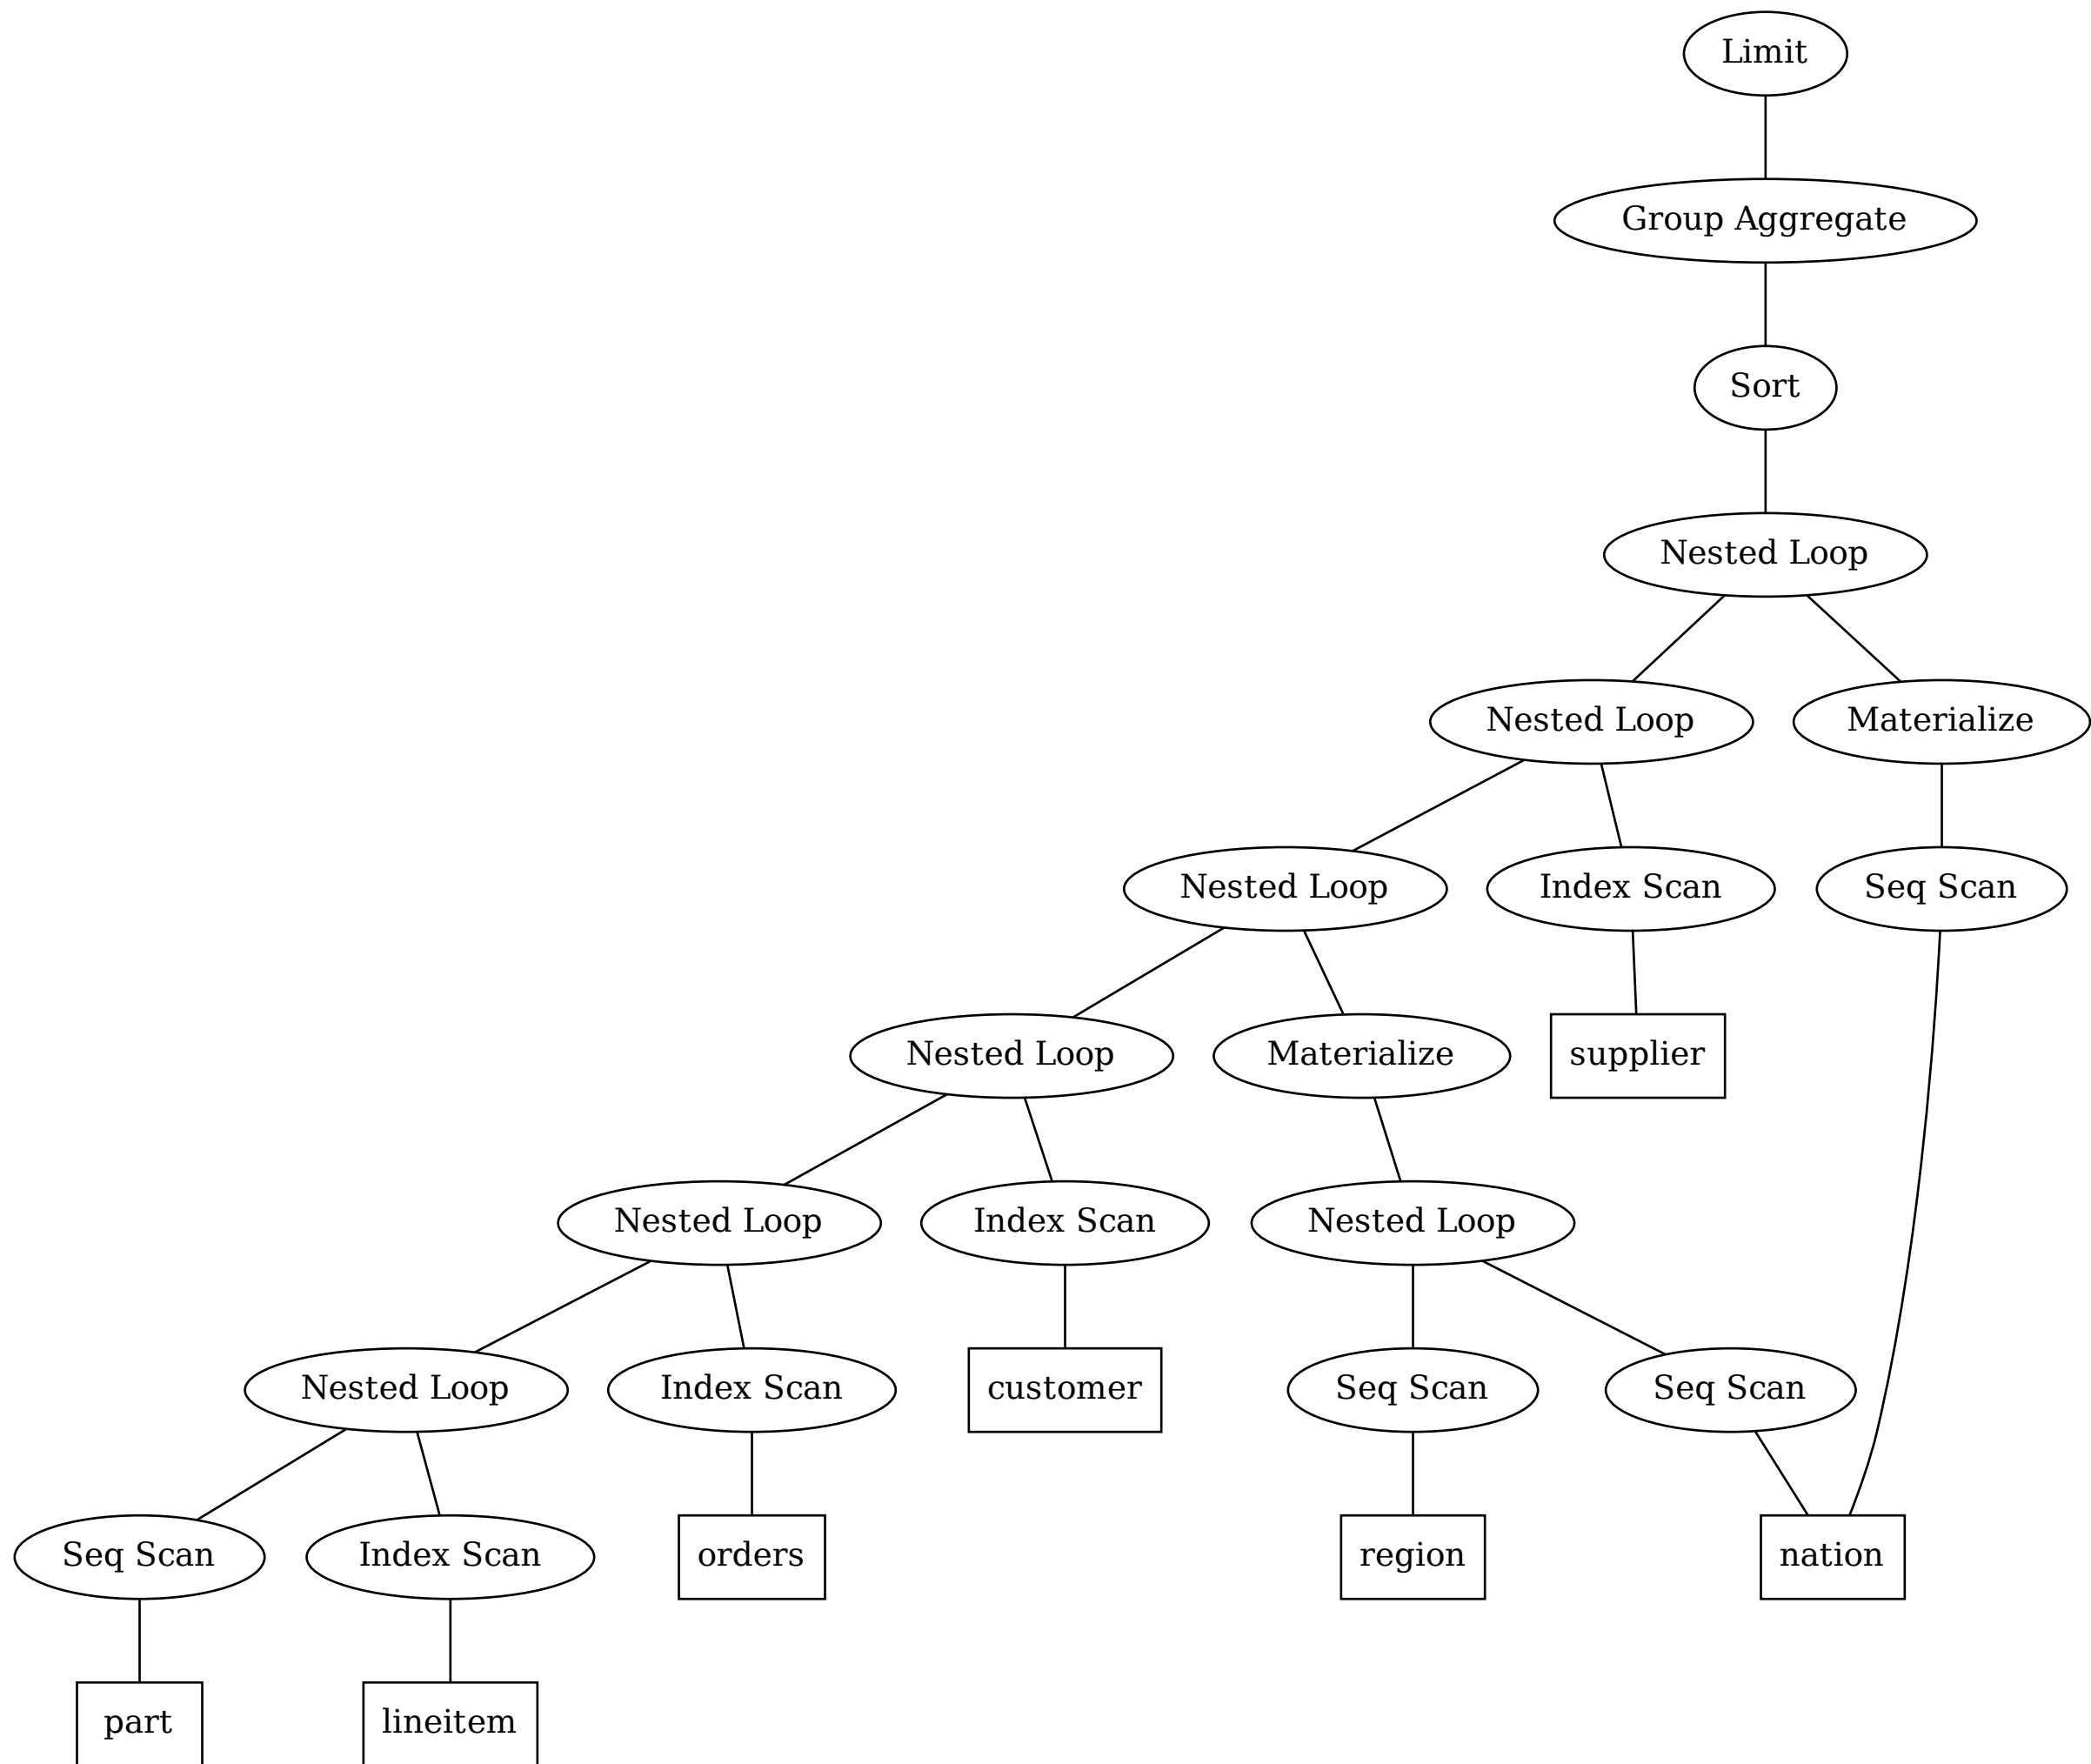 Limit
Group Aggregate
Sort
Nested Loop
Nested Loop
Materialize
Nested Loop
Index Scan
Seq Scan
Nested Loop
Materialize
supplier
Nested Loop
Index Scan
Nested Loop
Nested Loop
Index Scan
customer
Seq Scan
Seq Scan
Seq Scan
Index Scan
orders
region
nation
part
lineitem